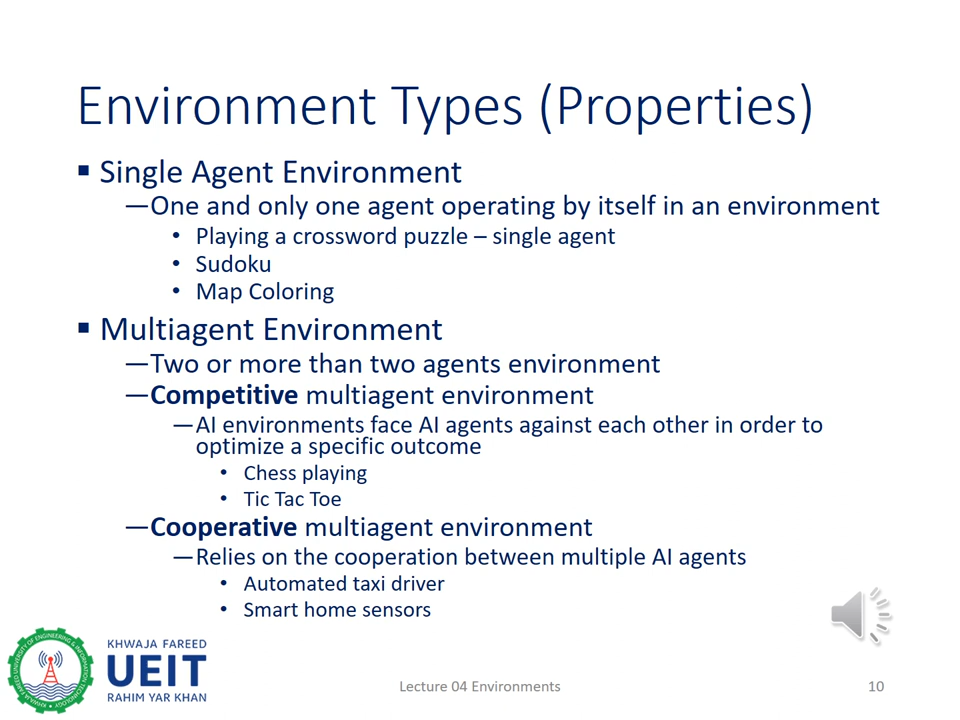 Environment Types (Properties)
▪ Single Agent Environment
—One and only one agent operating by itself in an environment
• Playing a crossword puzzle – single agent
• Sudoku
• Map Coloring
▪ Multiagent Environment
—Two or more than two agents environment
—Competitive multiagent environment
—AI environments face AI agents against each other in order to
optimize a specific outcome
• Chess playing
• Tic Tac Toe
—Cooperative multiagent environment
—Relies on the cooperation between multiple AI agents
• Automated taxi driver
• Smart home sensors
KHWAJA FAREED
UEIT
RAHIM YAR KHAN
Lecture 04 Environments
10